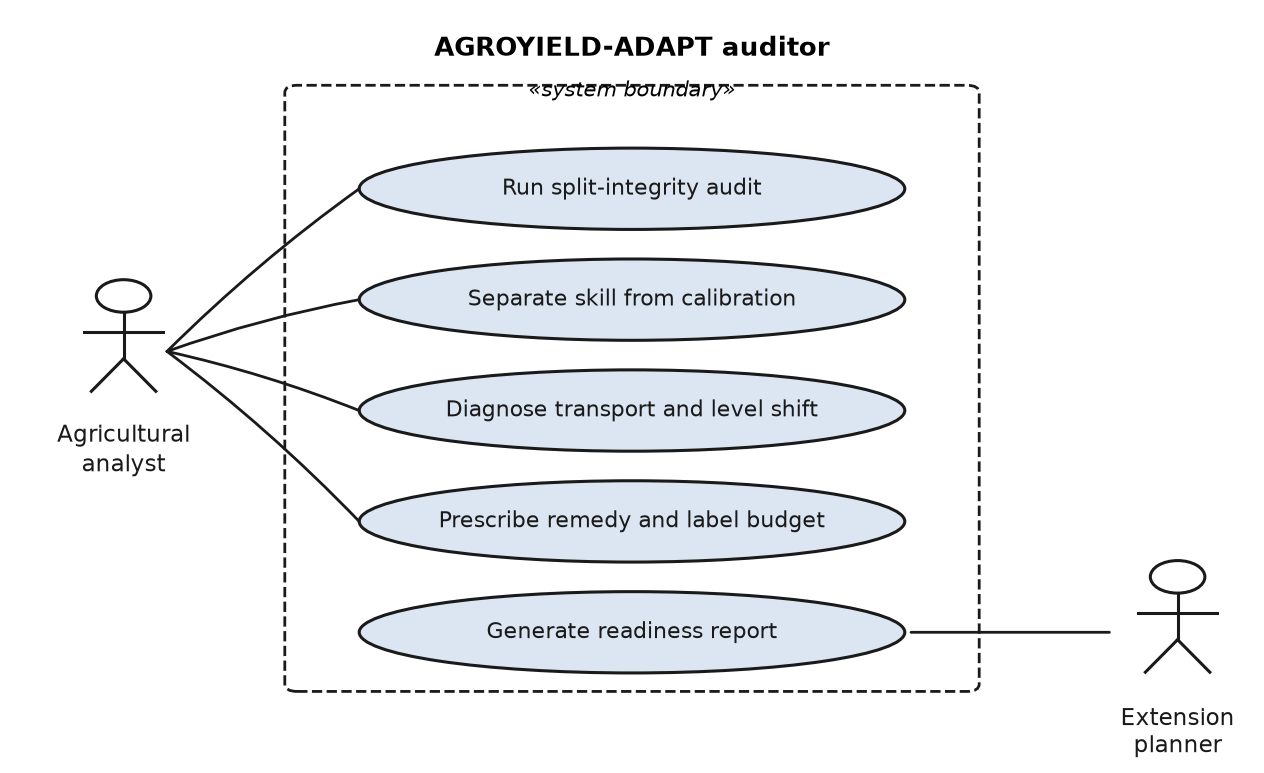 AGROYIELD-ADAPT auditor
«system boundary»
Run split-integrity audit
Separate skill from calibration
Diagnose transport and level shift
Prescribe remedy and label budget
Generate readiness report
Agricultural
analyst
Extension
planner